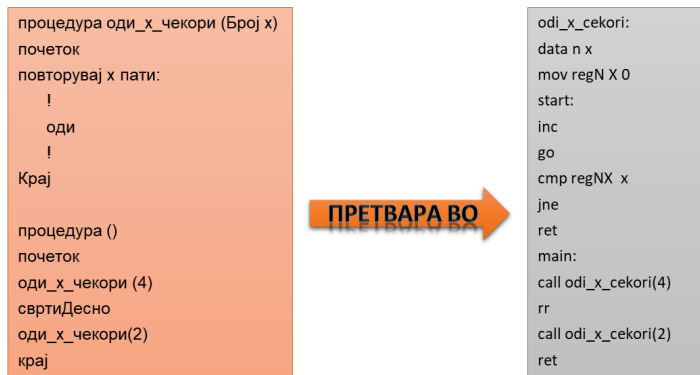 процедура оди_х_чекори (Број х)
почеток
повторувај х пати:
!
оди
!
Крај
процедура ()
почеток
оди_х_чекори (4)
свртиДесно
оди_х_чекори(2)
крај
ПРЕТВАРА ВО
odi_x_cekori:
data n x
mov regN X 0
start:
inc
go
cmp regNX x
jne
ret
main:
call odi_x_cekori(4)
rr
call odi_x_cekori(2)
ret